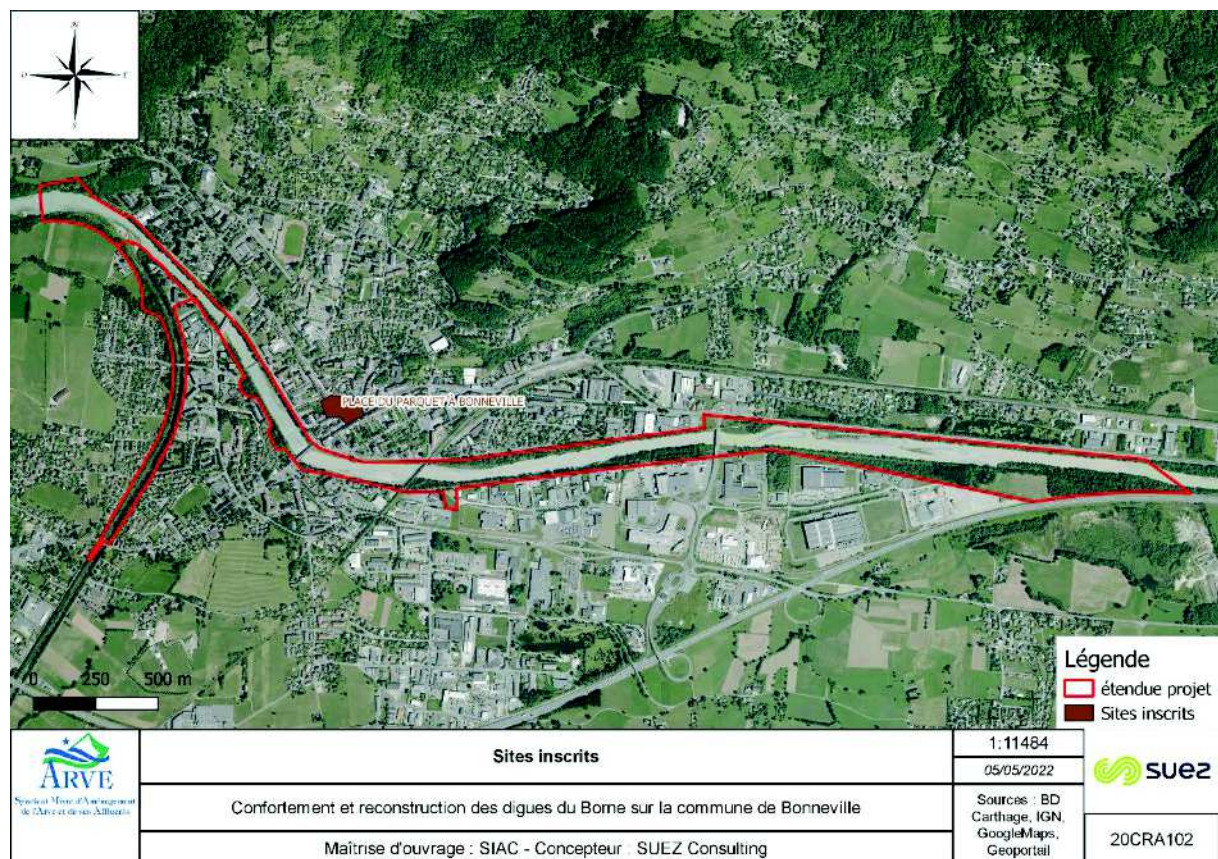 N
O
E
S
PLACE DU PARQUET À BONNEVILLE
0 250 500 m
Légende
étendue projet
Sites inscrits
ARVE
Syndicat Mixte d'Aménagement
de l'Arve et de ses Affluents
Sites inscrits
Confortement et reconstruction des digues du Borne sur la commune de Bonneville
Maîtrise d'ouvrage : SIAC - Concepteur : SUEZ Consulting
1:11484
05/05/2022
Sources : BD
Carthage, IGN,
GoogleMaps,
Geoportail
suez
20CRA102